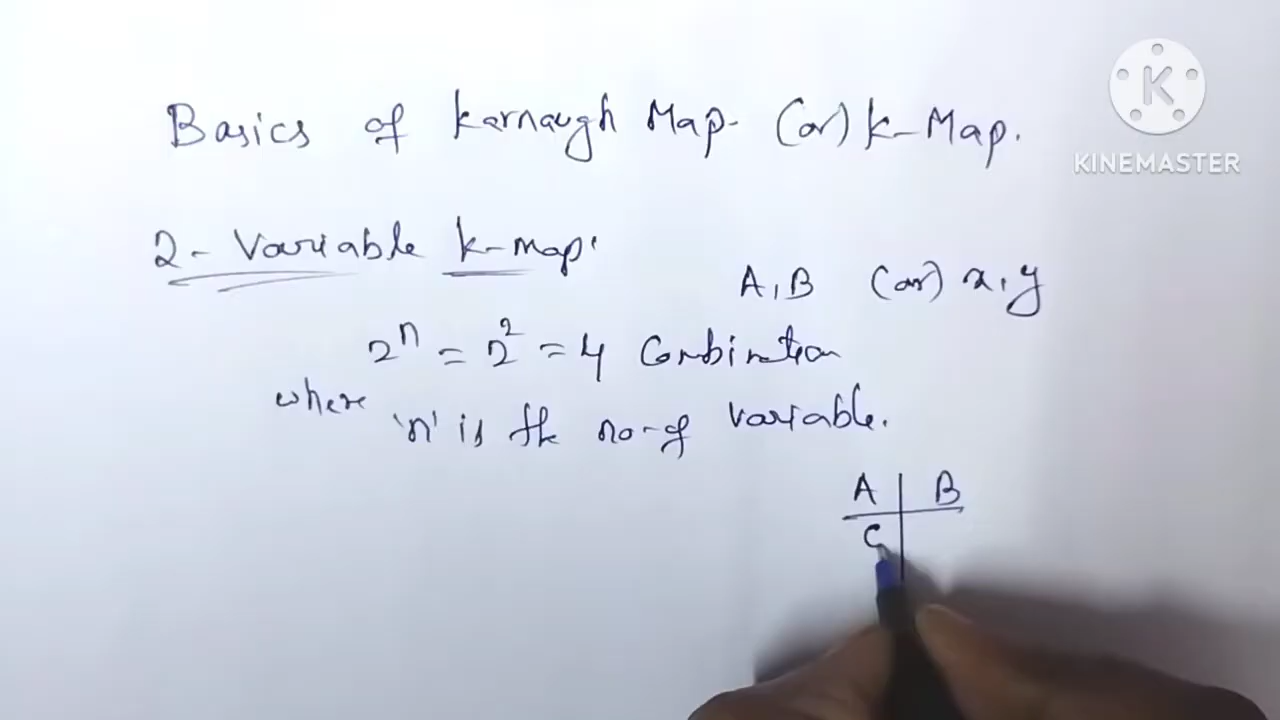 Basics of Karnaugh Map. (or) K-Map.
KINEMASTER
2-Variable K-map:
A, B (or) x, y
2^n = 2^2 = 4 Combination
where 'n' is the no-of variable.
A | B